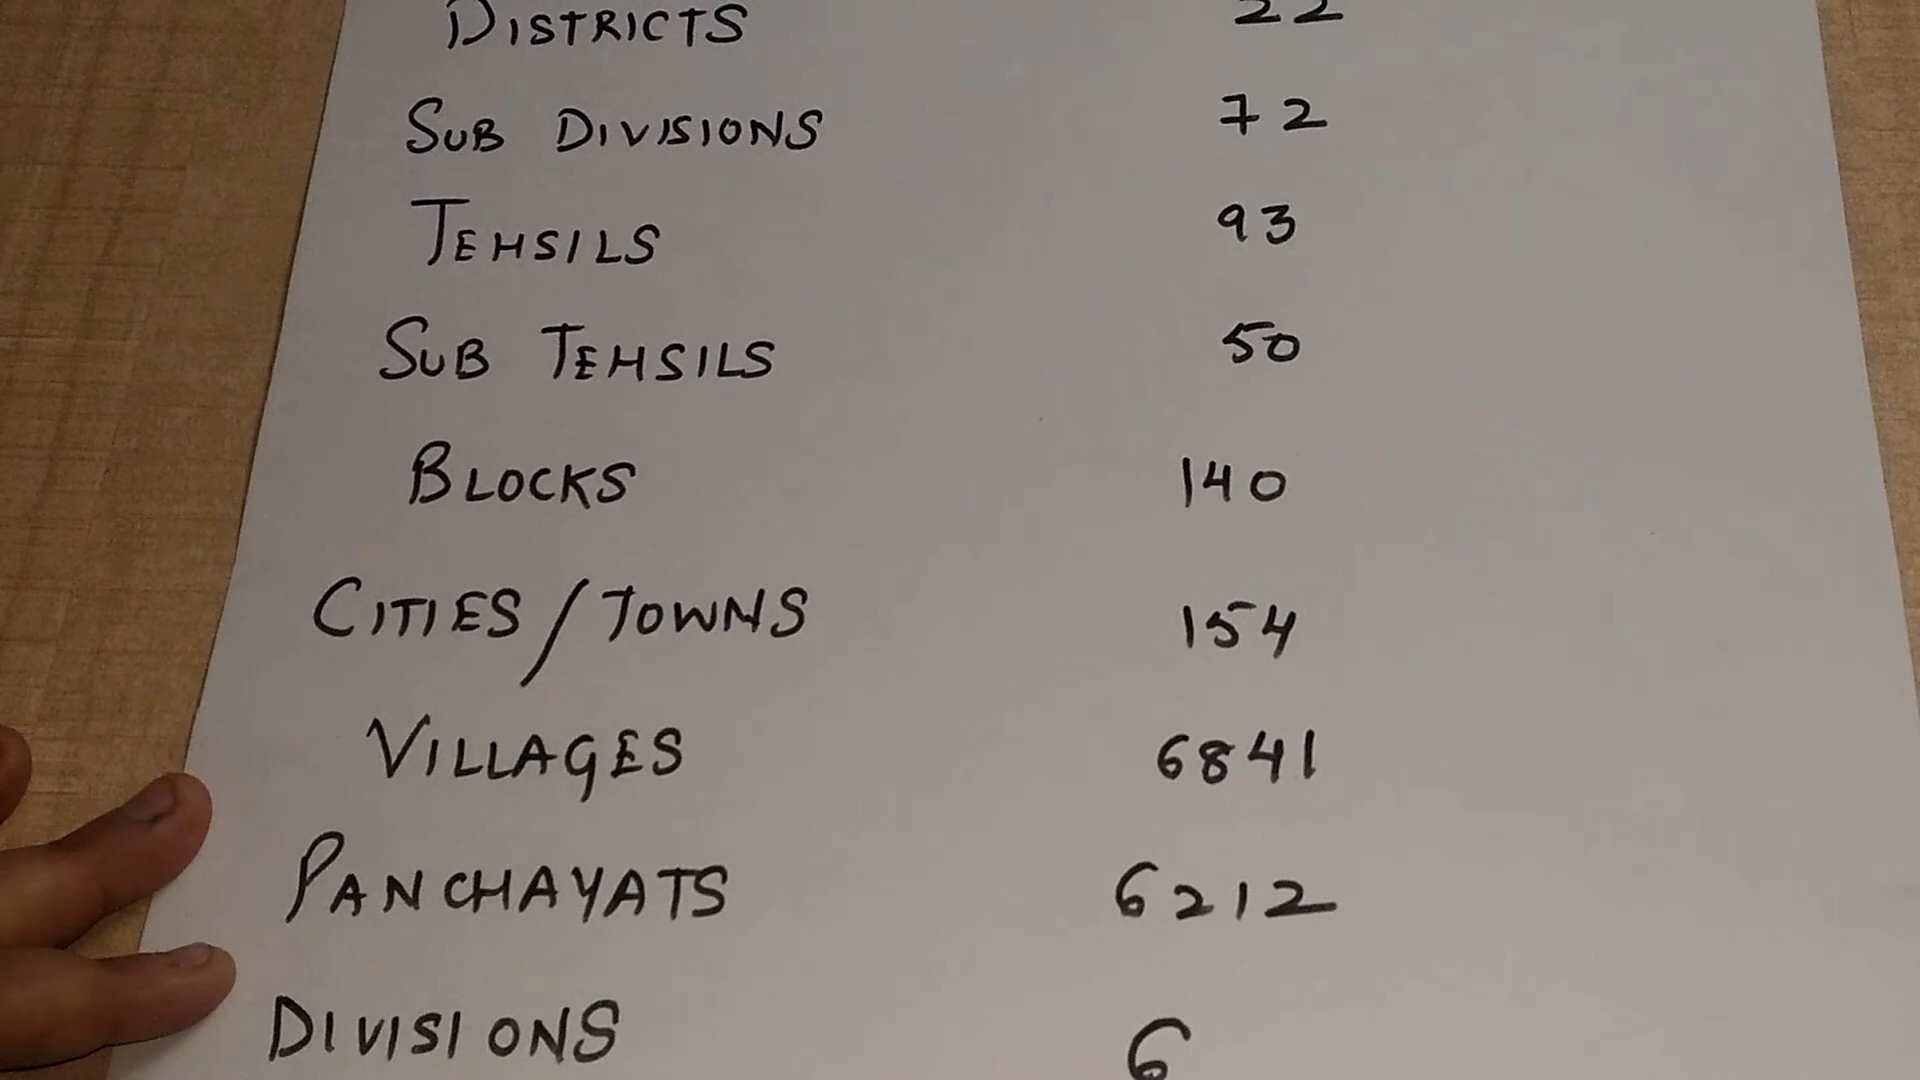 DISTRICTS 22
SUB DIVISIONS 72
TEHSILS 93
SUB TEHSILS 50
BLOCKS 140
CITIES/TOWNS 154
VILLAGES 6841
PANCHAYATS 6212
DIVISIONS 6